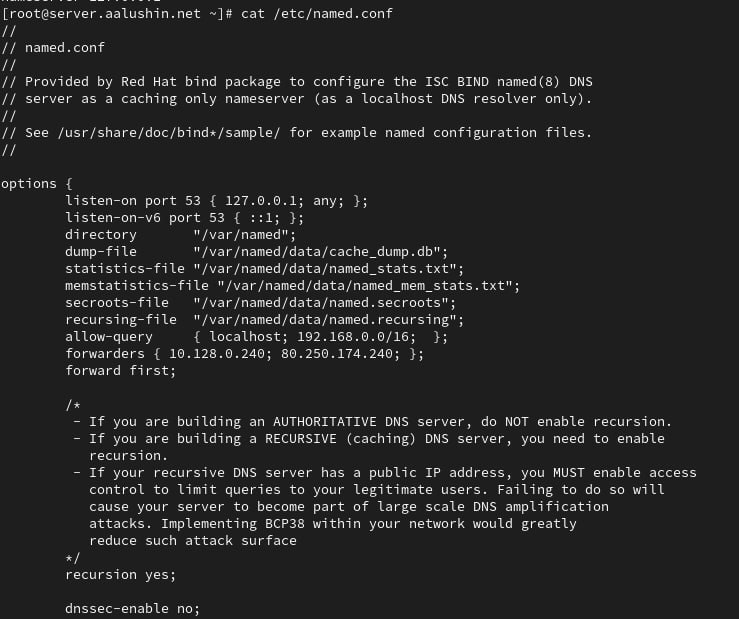 [root@server.aalushin.net ~]# cat /etc/named.conf
//
// named.conf
//
// Provided by Red Hat bind package to configure the ISC BIND named(8) DNS
// server as a caching only nameserver (as a localhost DNS resolver only).
//
// See /usr/share/doc/bind*/sample/ for example named configuration files.
//
options {
        listen-on port 53 { 127.0.0.1; any; };
        listen-on-v6 port 53 { ::1; };
        directory       "/var/named";
        dump-file       "/var/named/data/cache_dump.db";
        statistics-file "/var/named/data/named_stats.txt";
        memstatistics-file "/var/named/data/named_mem_stats.txt";
        secroots-file   "/var/named/data/named.secroots";
        recursing-file  "/var/named/data/named.recursing";
        allow-query     { localhost; 192.168.0.0/16;  };
        forwarders { 10.128.0.240; 80.250.174.240; };
        forward first;
        /*
         - If you are building an AUTHORITATIVE DNS server, do NOT enable recursion.
         - If you are building a RECURSIVE (caching) DNS server, you need to enable
           recursion.
         - If your recursive DNS server has a public IP address, you MUST enable access
           control to limit queries to your legitimate users. Failing to do so will
           cause your server to become part of large scale DNS amplification
           attacks. Implementing BCP38 within your network would greatly
           reduce such attack surface
        */
        recursion yes;
        dnssec-enable no;